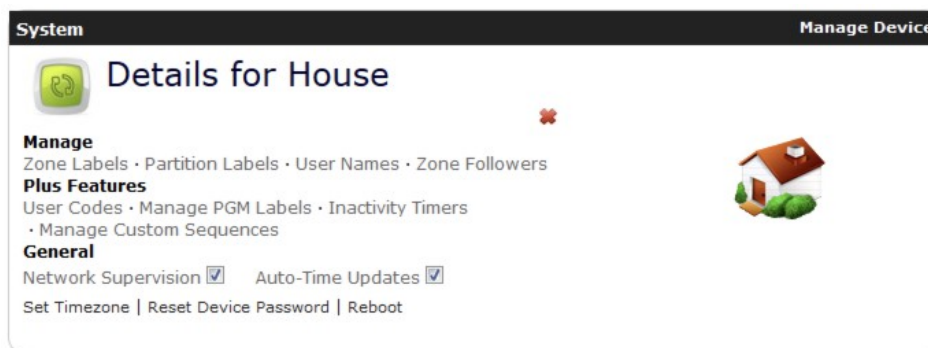 System Manage Device
Details for House
Manage
Zone Labels · Partition Labels · User Names · Zone Followers
Plus Features
User Codes · Manage PGM Labels · Inactivity Timers
· Manage Custom Sequences
General
Network Supervision Auto-Time Updates
Set Timezone | Reset Device Password | Reboot